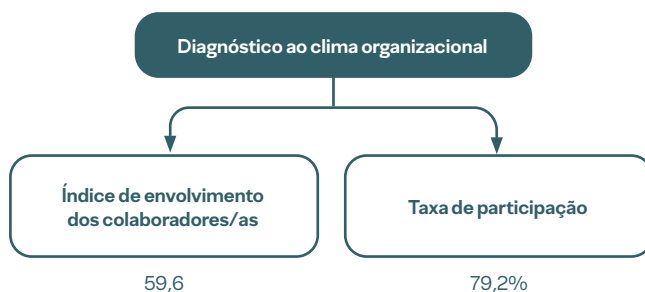 Diagnóstico ao clima organizacional
Índice de envolvimento
dos colaboradores/as
Taxa de participação
59,6
79,2%